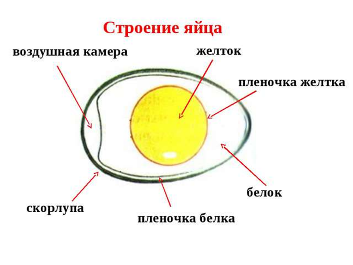 Строение яйца
воздушная камера
желток
пленочка желтка
белок
скорлупа
пленочка белка